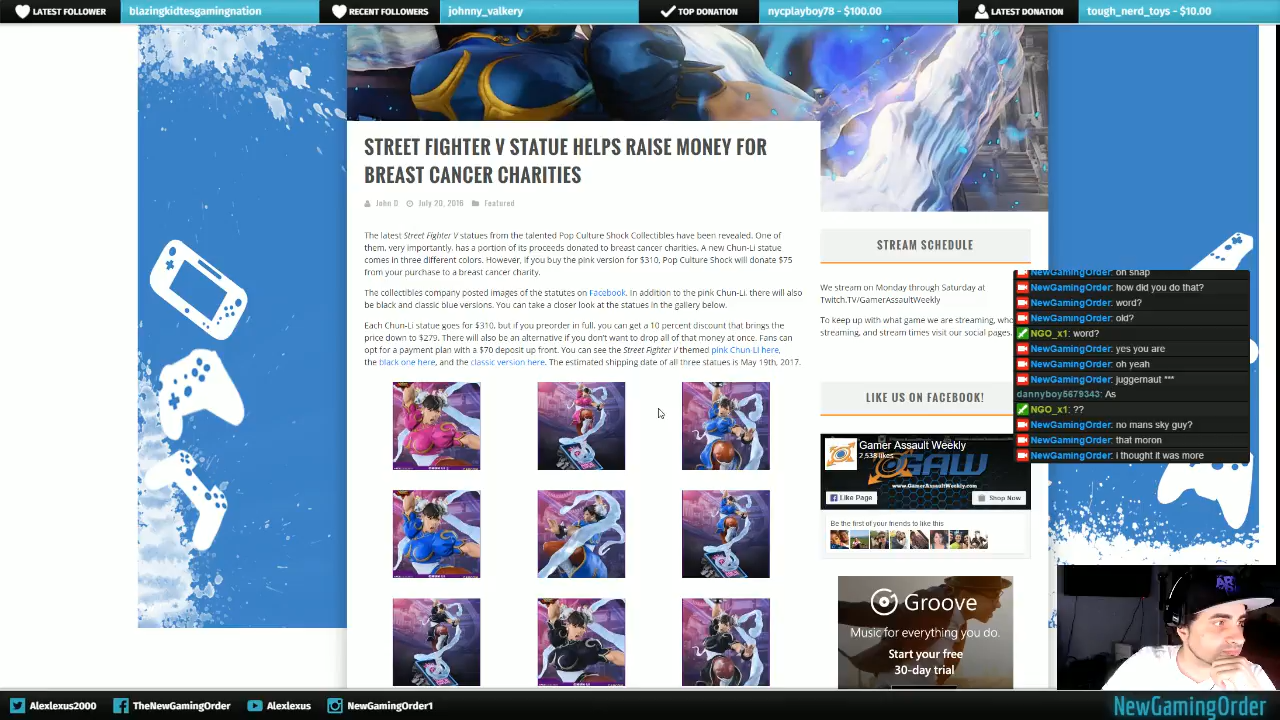 LATEST FOLLOWER
blazingkidtesgamingnation
RECENT FOLLOWERS
johnny_valkery
TOP DONATION
nycplayboy78 - $100.00
LATEST DONATION
tough_nerd_toys - $10.00
STREET FIGHTER V STATUE HELPS RAISE MONEY FOR
BREAST CANCER CHARITIES
John D July 20, 2016 Featured
The latest Street Fighter V statues from the talented Pop Culture Shock Collectibles have been revealed. One of
them, very importantly, has a portion of its proceeds donated to breast cancer charities. A new Chun-Li statue
comes in three different colors. However, if you buy the pink version for $310, Pop Culture Shock will donate $75
from your purchase to a breast cancer charity.
The collectibles company posted images of the statutes on Facebook. In addition to the pink Chun-Li, there will also
be black and classic blue versions. You can take a closer look at the statues in the gallery below.
Each Chun-Li statue goes for $310, but if you preorder in full, you can get a 10 percent discount that brings the
price down to $279. There will also be an alternative if you don't want to drop all of that money at once. Fans can
opt for a payment plan with a $70 deposit up front. You can see the Street Fighter V themed pink Chun-Li here,
the black one here, and the classic version here. The estimated shipping date of all three statues is May 19th, 2017.
STREAM SCHEDULE
We stream on Monday through Saturday at
Twitch.TV/GamerAssaultWeekly
To keep up with what game we are streaming, who
streaming, and stream times visit our social pages.
LIKE US ON FACEBOOK!
Gamer Assault Weekly
2,538 likes
GAW
www.GamerAssaultWeekly.com
Like Page
Shop Now
Be the first of your friends to like this
Groove
Music for everything you do.
Start your free
30-day trial
NewGamingOrder: oh snap
NewGamingOrder: how did you do that?
NewGamingOrder: word?
NewGamingOrder: old?
NGO_x1: word?
NewGamingOrder: yes you are
NewGamingOrder: oh yeah
NewGamingOrder: juggernaut ***
dannyboy5679343: As
NGO_x1: ??
NewGamingOrder: no mans sky guy?
NewGamingOrder: that moron
NewGamingOrder: i thought it was more
Alexlexus2000
TheNewGamingOrder
Alexlexus
NewGamingOrder1
NewGamingOrder